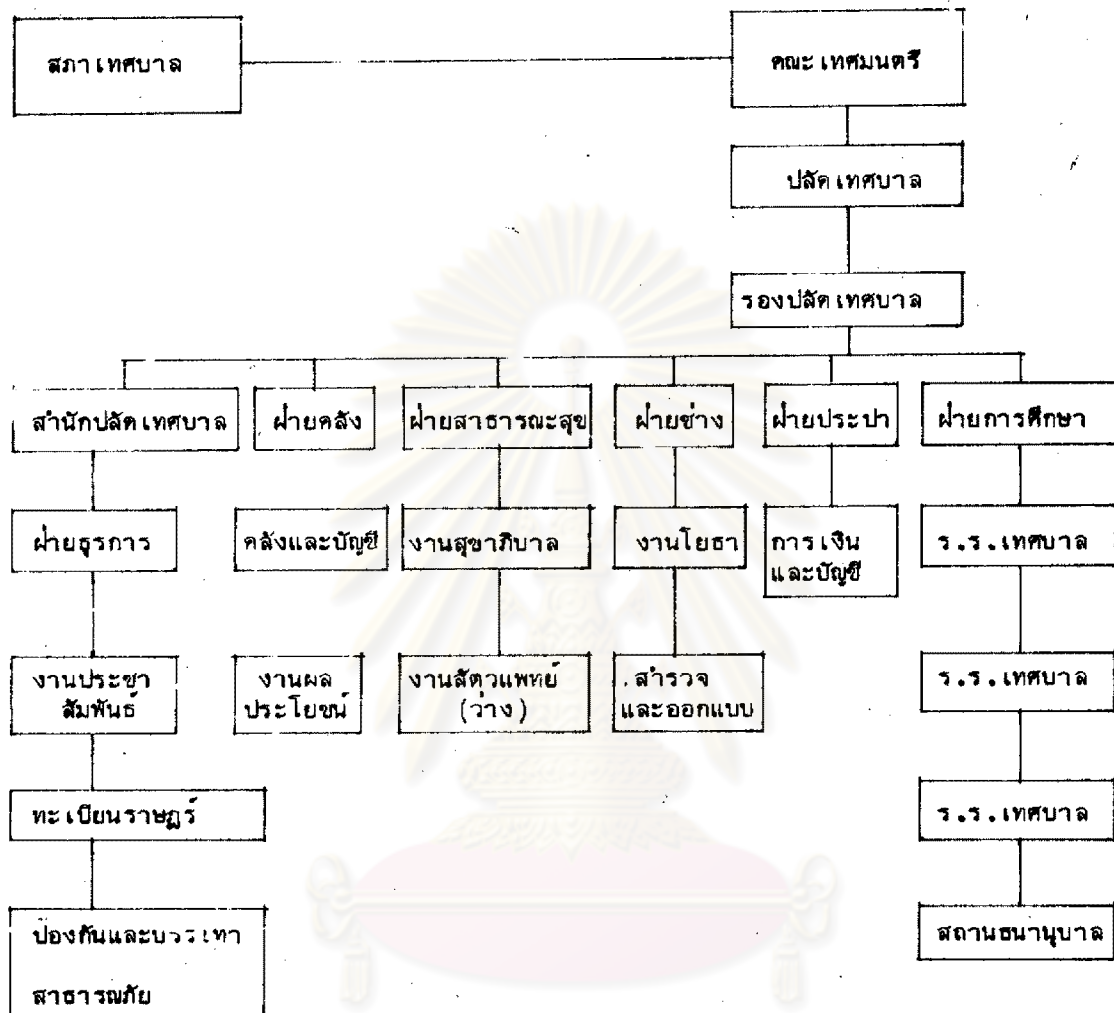 สภาเทศบาล
คณะเทศมนตรี
ปลัดเทศบาล
รองปลัดเทศบาล
สำนักปลัดเทศบาล
ฝ่ายคลัง
ฝ่ายสาธารณะสุข
ฝ่ายช่าง
ฝ่ายประปา
ฝ่ายการศึกษา
ฝ่ายธุรการ
คลังและบัญชี
งานสุขาภิบาล
งานโยธา
การเงิน
และบัญชี
ร.ร.เทศบาล
งานประชา
สัมพันธ์
งานผล
ประโยชน์
งานสัตวแพทย์
(ว่าง)
สำรวจ
และออกแบบ
ร.ร.เทศบาล
ทะเบียนราษฎร์
ร.ร.เทศบาล
ป้องกันและบรรเทา
สาธารณภัย
สถานธนานุบาล